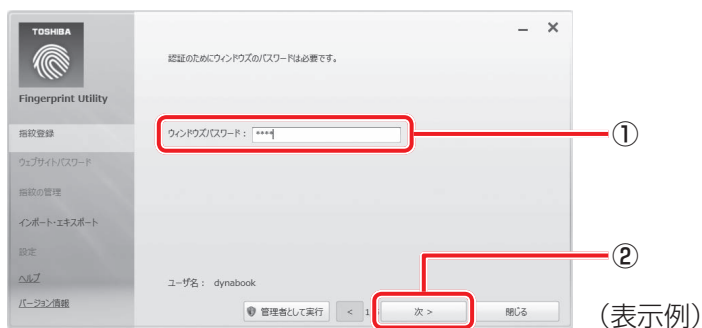 TOSHIBA
Fingerprint Utility
指紋登録
ウェブサイトパスワード
指紋の管理
インポート・エクスポート
設定
ヘルプ
バージョン情報
認証のためにウィンドウズのパスワードは必要です。
ウィンドウズパスワード： ****
①
②
ユーザ名： dynabook
管理者として実行 < 1 次 > 閉じる
（表示例）